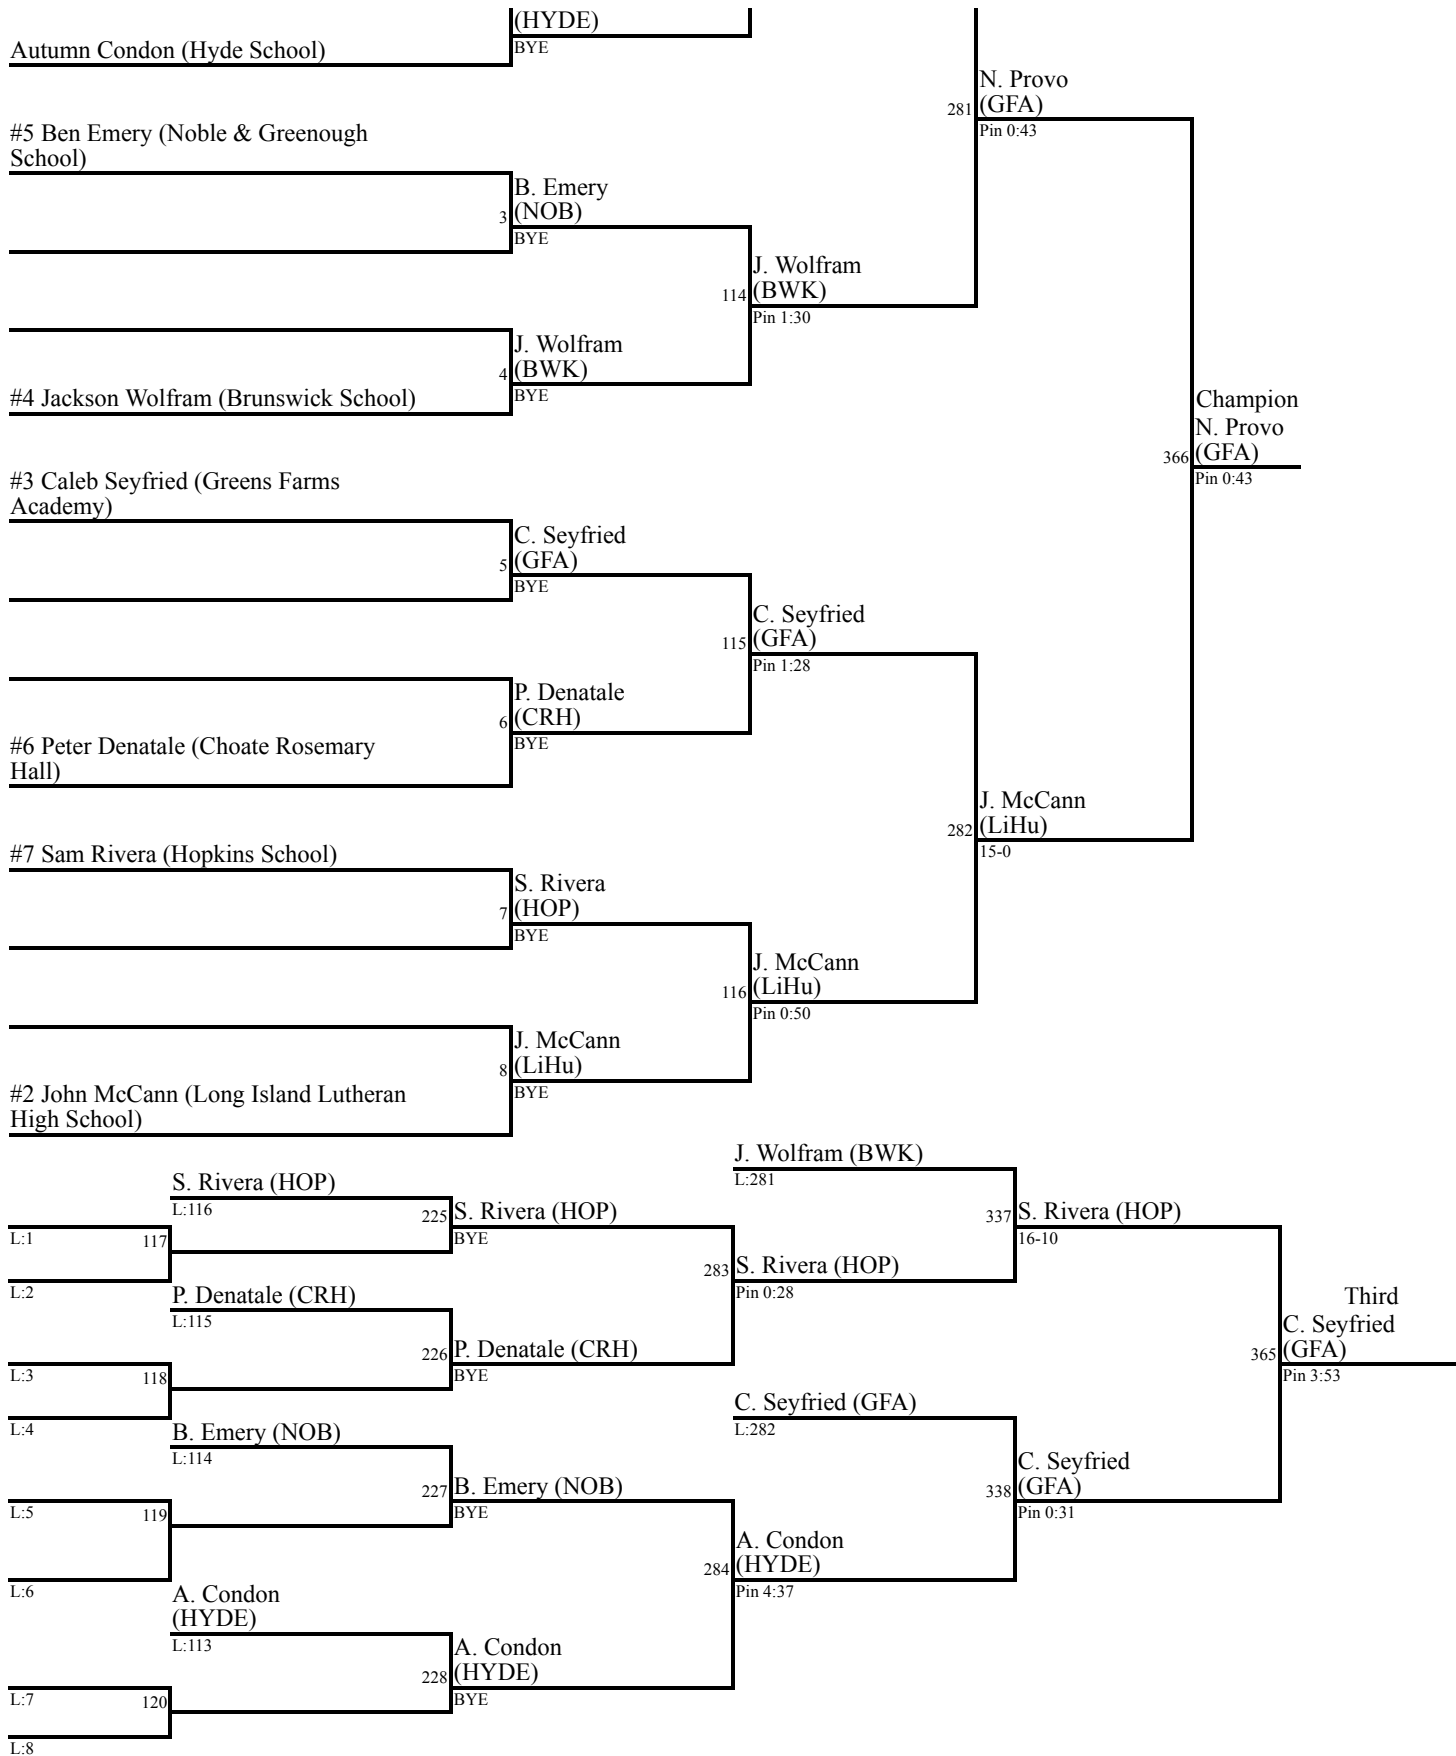 (HYDE)
BYE
Autumn Condon (Hyde School)
N. Provo
281 (GFA)
Pin 0:43
#5 Ben Emery (Noble & Greenough
School)
B. Emery
3 (NOB)
BYE
J. Wolfram
114 (BWK)
Pin 1:30
J. Wolfram
4 (BWK)
BYE
#4 Jackson Wolfram (Brunswick School)
Champion
N. Provo
366 (GFA)
Pin 0:43
#3 Caleb Seyfried (Greens Farms
Academy)
C. Seyfried
5 (GFA)
BYE
C. Seyfried
115 (GFA)
Pin 1:28
P. Denatale
6 (CRH)
BYE
#6 Peter Denatale (Choate Rosemary
Hall)
J. McCann
282 (LiHu)
15-0
#7 Sam Rivera (Hopkins School)
S. Rivera
7 (HOP)
BYE
J. McCann
116 (LiHu)
Pin 0:50
J. McCann
8 (LiHu)
BYE
#2 John McCann (Long Island Lutheran
High School)
J. Wolfram (BWK)
L:281
S. Rivera (HOP)
L:116
225 S. Rivera (HOP)
BYE
337 S. Rivera (HOP)
16-10
L:1
117
L:2
283 S. Rivera (HOP)
Pin 0:28
P. Denatale (CRH)
L:115
226 P. Denatale (CRH)
BYE
Third
C. Seyfried
365 (GFA)
Pin 3:53
L:3
118
L:4
C. Seyfried (GFA)
L:282
B. Emery (NOB)
L:114
227 B. Emery (NOB)
BYE
C. Seyfried
338 (GFA)
Pin 0:31
L:5
119
L:6
A. Condon
284 (HYDE)
Pin 4:37
A. Condon
(HYDE)
L:113
A. Condon
228 (HYDE)
BYE
L:7
120
L:8